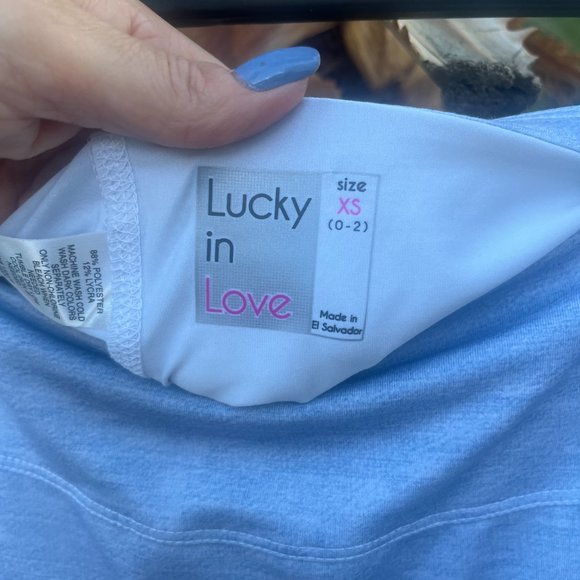 Lucky
in
Love
size
XS
(0-2)
Made in
El Salvador
88% POLYESTER
12% LYCRA
MACHINE WASH COLD
WASH DARK COLORS
SEPARATELY
ONLY NON-CHLORINE
BLEACH
TUMBLE